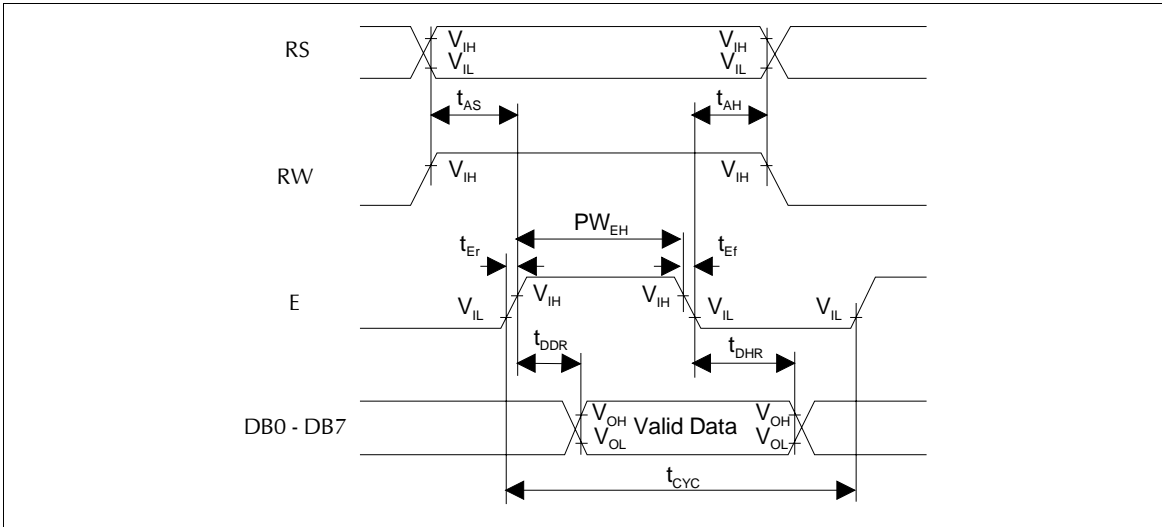 RS
V_IH V_IH
V_IL V_IL
t_AS t_AH
RW V_IH V_IH
PW_EH
t_Er t_Ef
E V_IL V_IH V_IH V_IL V_IL
t_DDR t_DHR
DB0 - DB7 V_OH Valid Data V_OH
V_OL V_OL
t_CYC